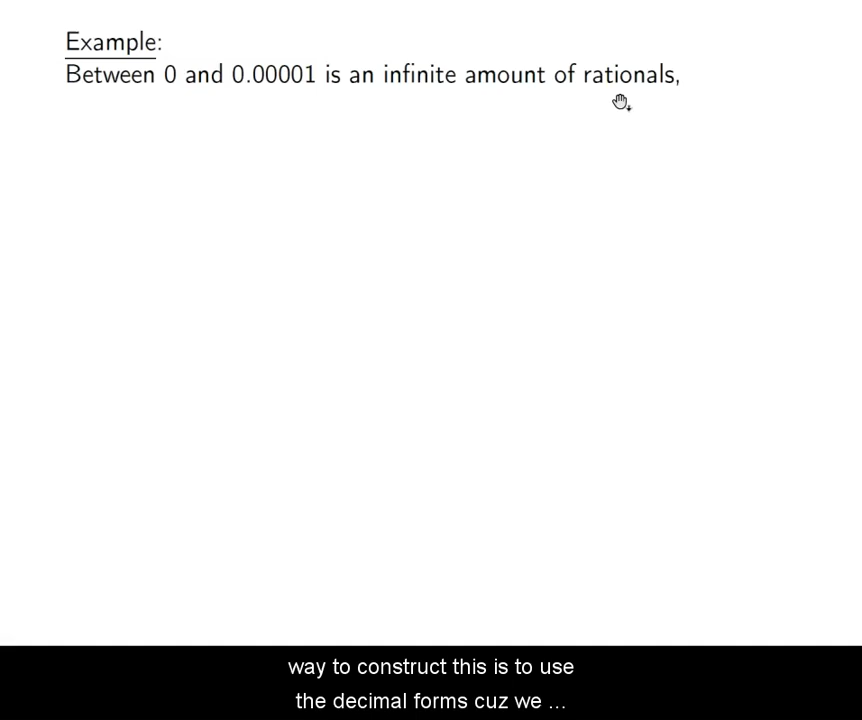 Example:
Between 0 and 0.00001 is an infinite amount of rationals,
way to construct this is to use
the decimal forms cuz we ...